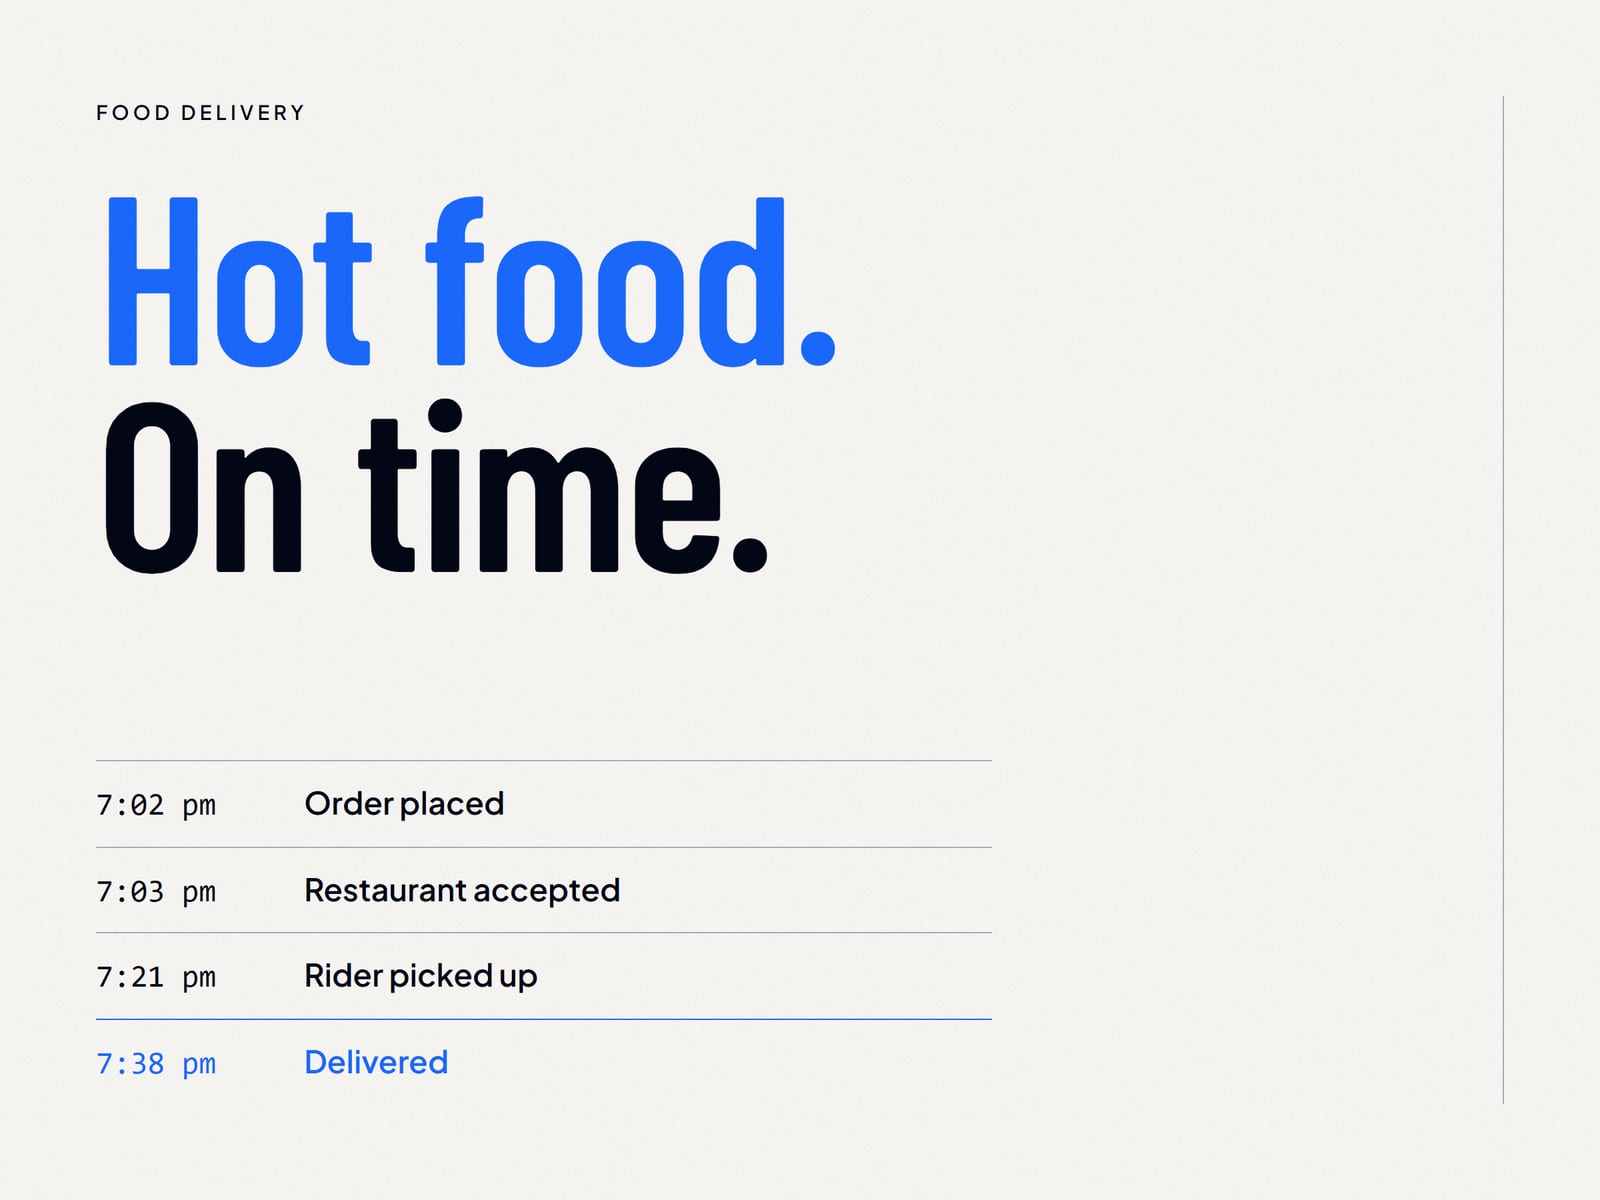 FOOD DELIVERY
Hot food.
On time.
7:02 pm Order placed
7:03 pm Restaurant accepted
7:21 pm Rider picked up
7:38 pm Delivered